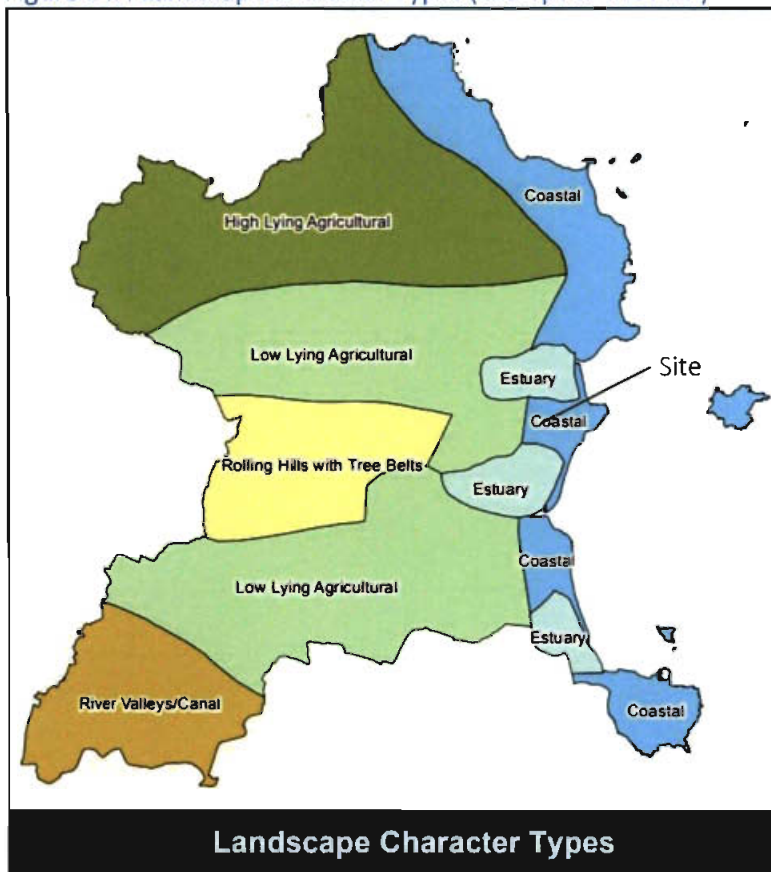 Coastal
High Lying Agricultural
Low Lying Agricultural
Estuary
Site
Coastal
Rolling Hills with Tree Belts
Estuary
Coastal
Low Lying Agricultural
Estuary
River Valleys/Canal
Coastal
Landscape Character Types